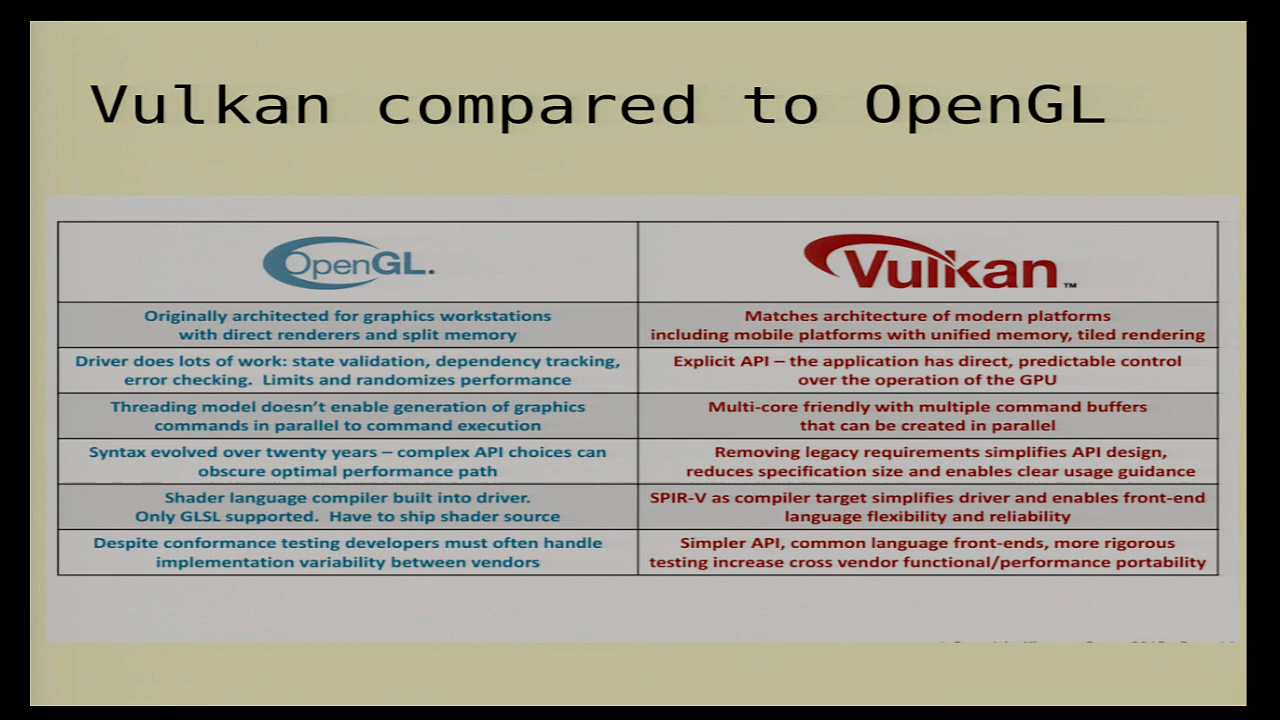 Vulkan compared to OpenGL
OpenGL.
Vulkan™
Originally architected for graphics workstations
with direct renderers and split memory
Matches architecture of modern platforms
including mobile platforms with unified memory, tiled rendering
Driver does lots of work: state validation, dependency tracking,
error checking.  Limits and randomizes performance
Explicit API – the application has direct, predictable control
over the operation of the GPU
Threading model doesn’t enable generation of graphics
commands in parallel to command execution
Multi-core friendly with multiple command buffers
that can be created in parallel
Syntax evolved over twenty years – complex API choices can
obscure optimal performance path
Removing legacy requirements simplifies API design,
reduces specification size and enables clear usage guidance
Shader language compiler built into driver.
Only GLSL supported.  Have to ship shader source
SPIR-V as compiler target simplifies driver and enables front-end
language flexibility and reliability
Despite conformance testing developers must often handle
implementation variability between vendors
Simpler API, common language front-ends, more rigorous
testing increase cross vendor functional/performance portability